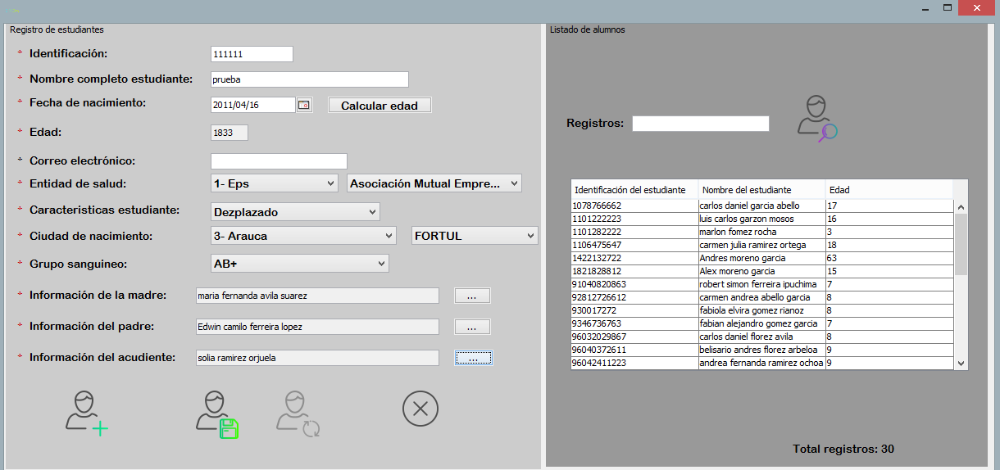 Registro de estudiantes
* Identificación: 111111
* Nombre completo estudiante: prueba
* Fecha de nacimiento: 2011/04/16 Calcular edad
* Edad: 1833
* Correo electrónico:
* Entidad de salud: 1- Eps Asociación Mutual Empre...
* Caracteristicas estudiante: Dezplazado
* Ciudad de nacimiento: 3- Arauca FORTUL
* Grupo sanguineo: AB+
* Información de la madre: maria fernanda avila suarez ...
* Información del padre: Edwin camilo ferreira lopez ...
* Información del acudiente: solia ramirez orjuela ...
Listado de alumnos
Registros:
Identificación del estudiante Nombre del estudiante Edad
1078766662 carlos daniel garcia abello 17
1101222223 luis carlos garzon mosos 16
1101282222 marlon fomez rocha 3
1106475647 carmen julia ramirez ortega 18
1422132722 Andres moreno garcia 63
1821828812 Alex moreno garcia 15
91040820863 robert simon ferreira ipuchima 7
92812726612 carmen andrea abello garcia 8
930017272 fabiola elvira gomez rianoz 8
9346736763 fabian alejandro gomez garcia 7
96032029867 carlos daniel florez avila 8
96040372611 belisario andres florez arbeloa 9
96042411223 andrea fernanda ramirez ochoa 9
Total registros: 30